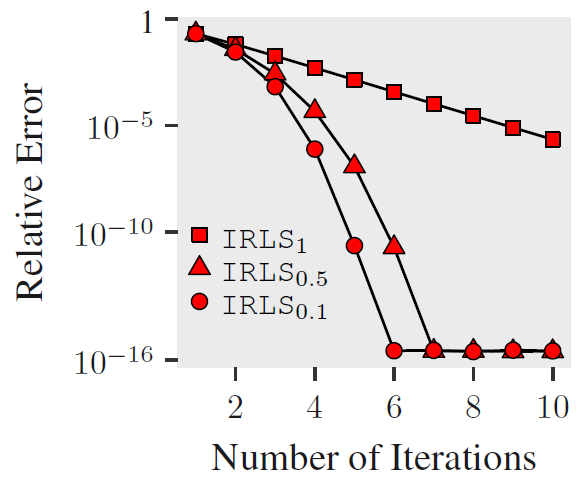 1
10⁻⁵
10⁻¹⁰
10⁻¹⁶
Relative Error
IRLS₁
IRLS₀.₅
IRLS₀.₁
2 4 6 8 10
Number of Iterations